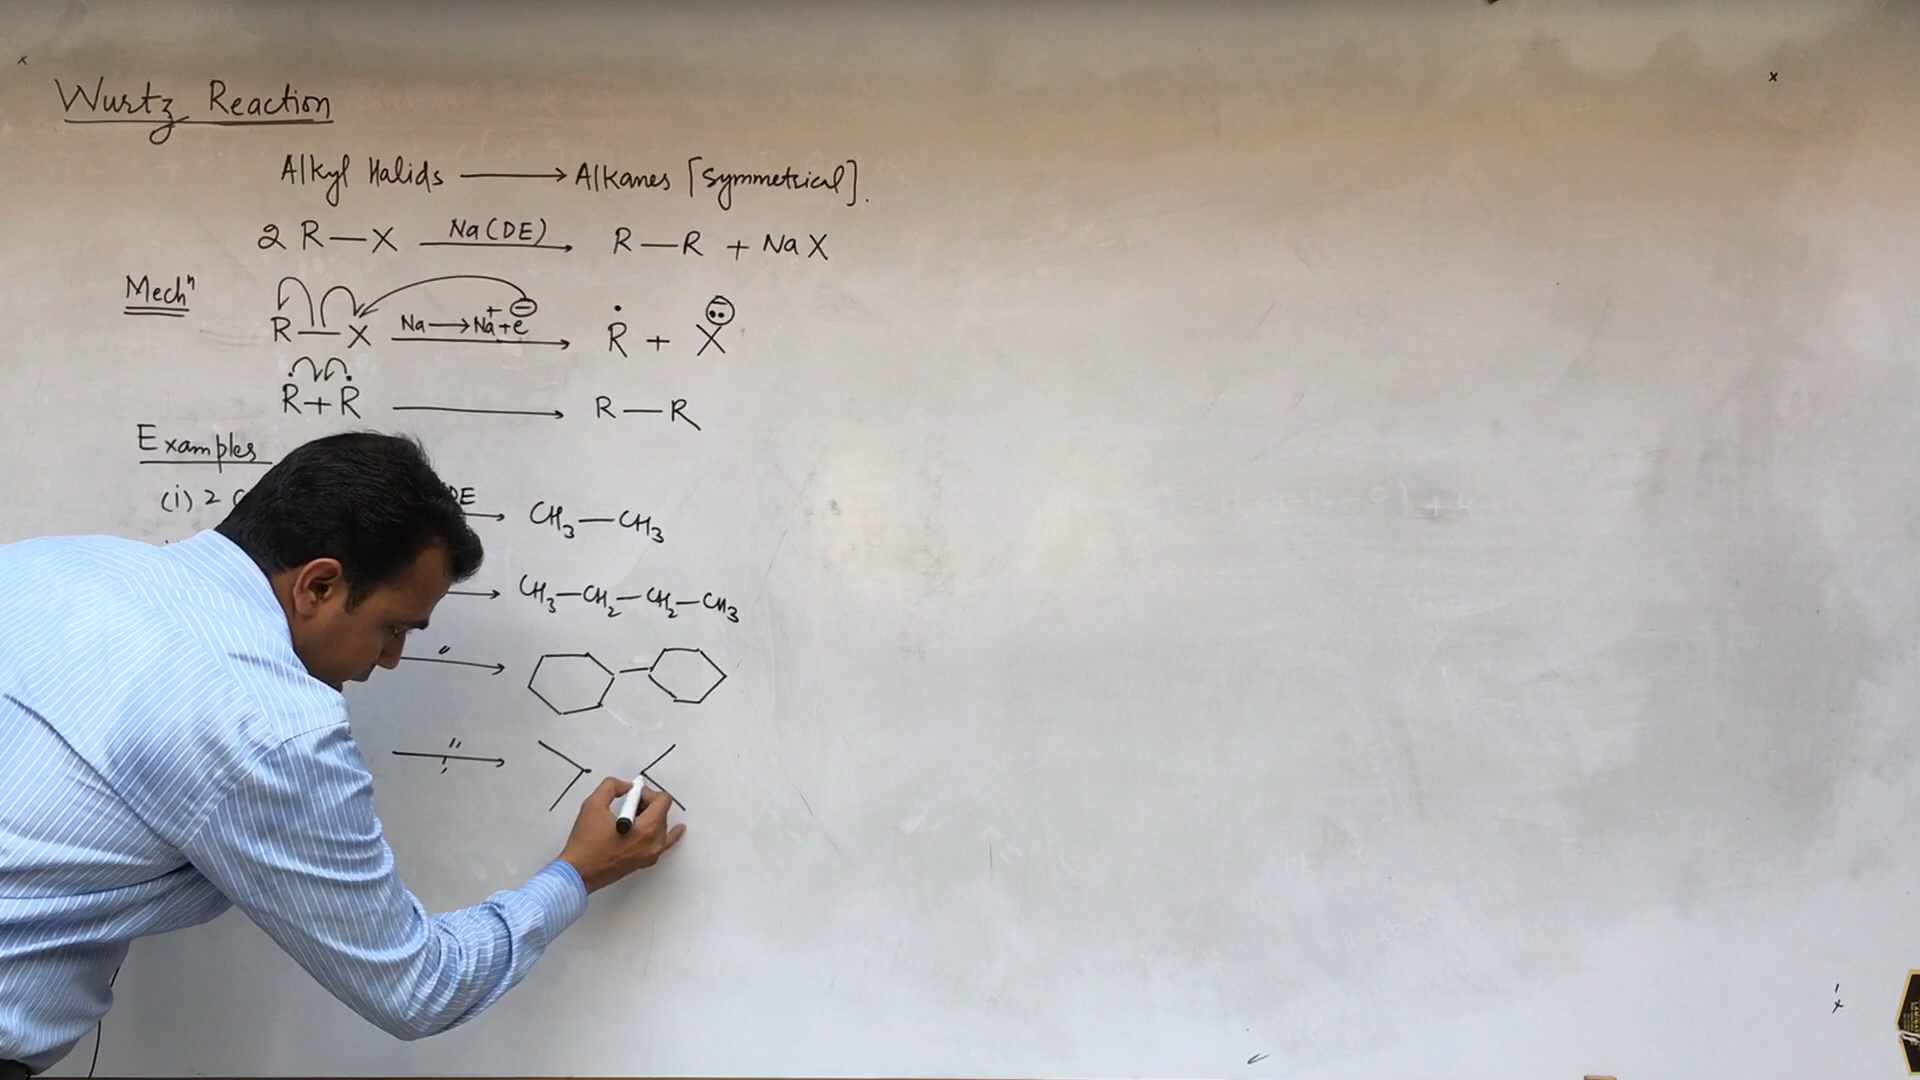 Wurtz Reaction
Alkyl Halids ⟶ Alkanes [Symmetrical].
2 R—X ⟶ Na(DE) R—R + NaX
Mechⁿ
R—X Na⟶Na⁺+e⊖ ⟶ Ṙ + X
Ṙ+Ṙ ⟶ R—R
Examples
(i) 2 DE ⟶ CH₃—CH₃
⟶ CH₃—CH₂—CH₂—CH₃